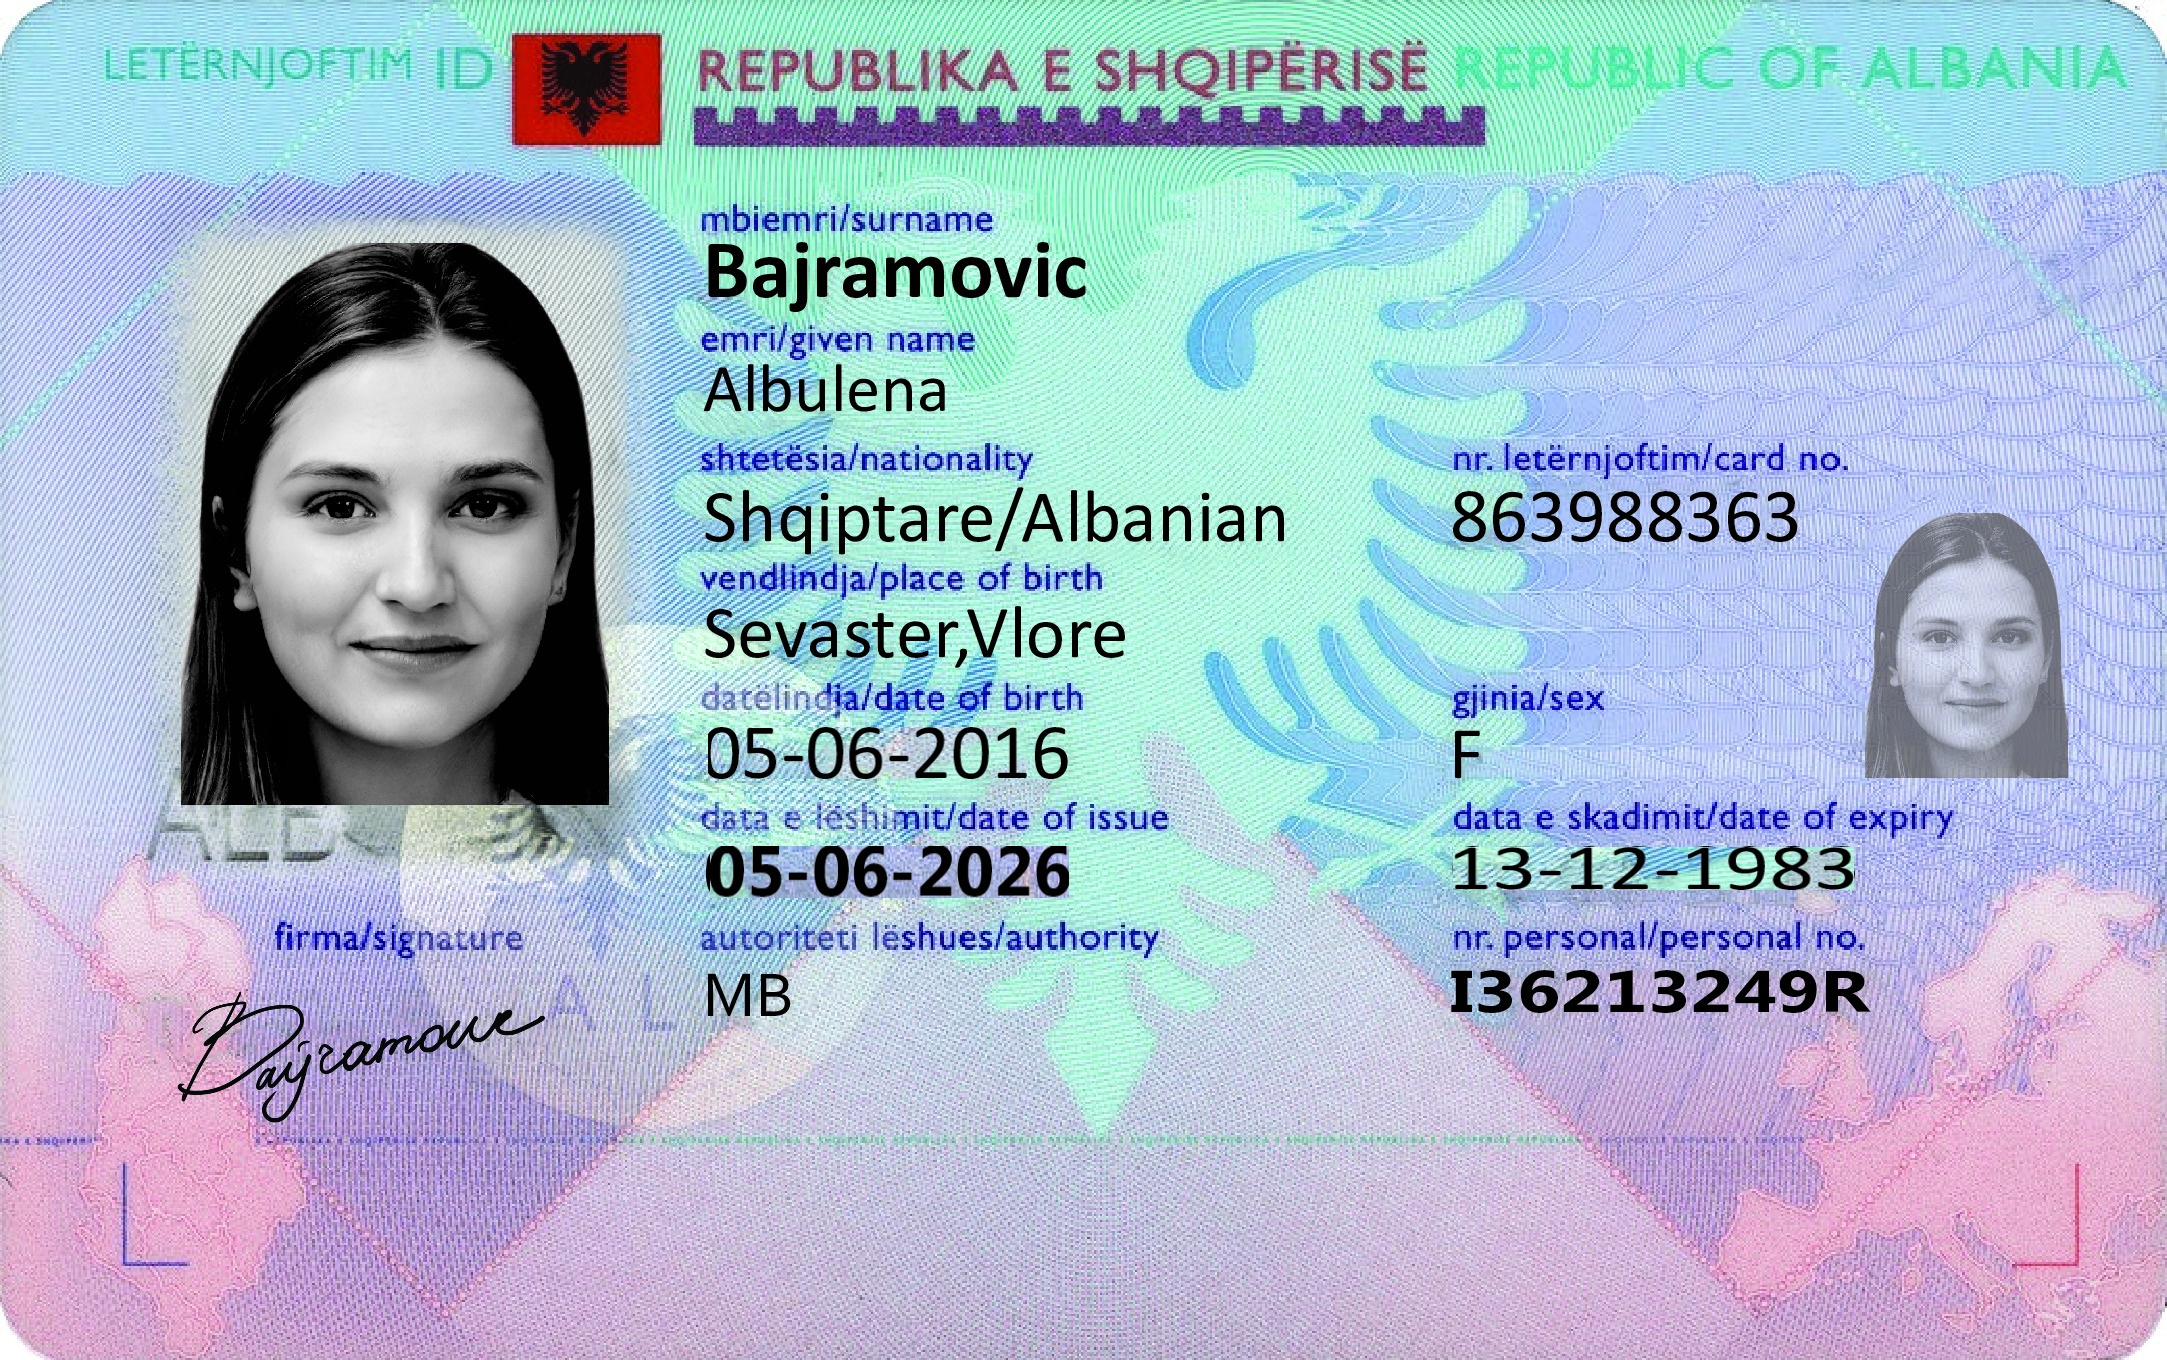 LETËRNJOFTIM ID REPUBLIKA E SHQIPËRISË REPUBLIC OF ALBANIA
mbiemri/surname
Bajramovic
emri/given name
Albulena
shtetësia/nationality nr. letërnjoftim/card no.
Shqiptare/Albanian 863988363
vendlindja/place of birth
Sevaster,Vlore
datëlindja/date of birth gjinia/sex
05-06-2016 F
data e lëshimit/date of issue data e skadimit/date of expiry
05-06-2026 13-12-1983
firma/signature autoriteti lëshues/authority nr. personal/personal no.
MB I36213249R